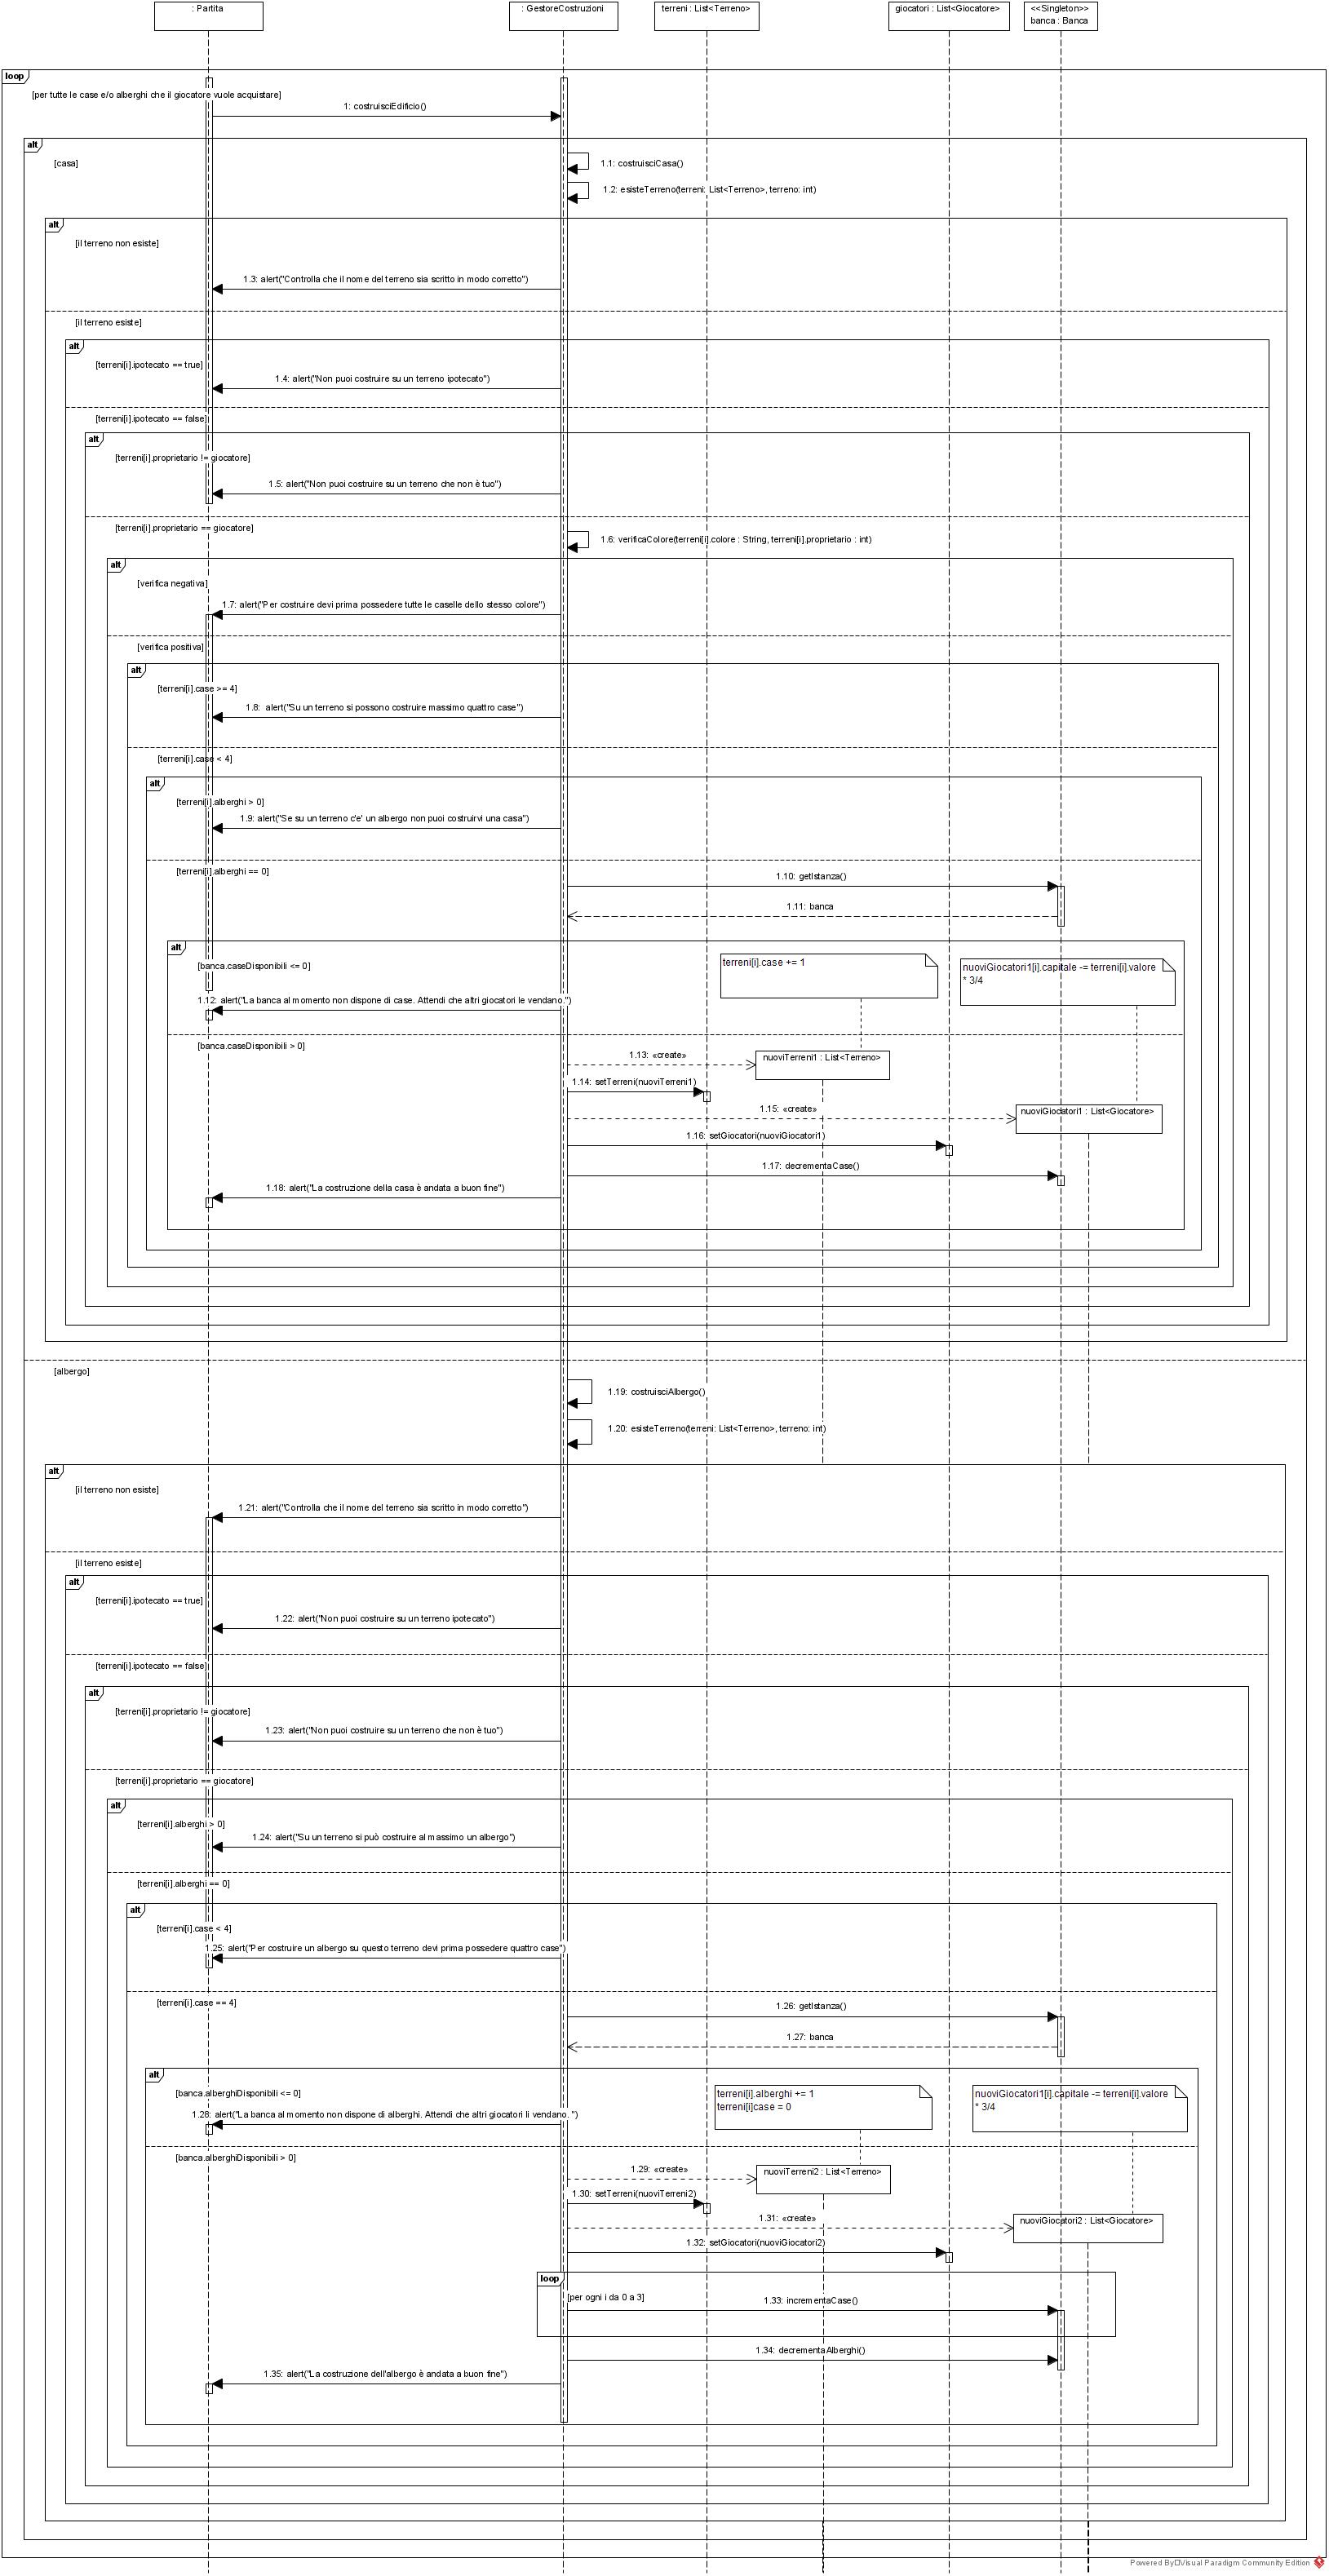 : Partita
: GestoreCostruzioni
terreni : List<Terreno>
giocatori : List<Giocatore>
<<Singleton>>
banca : Banca
loop
[per tutte le case e/o alberghi che il giocatore vuole acquistare]
1: costruisciEdificio()
alt
[casa]
1.1: costruisciCasa()
1.2: esisteTerreno(terreni: List<Terreno>, terreno: int)
alt
[il terreno non esiste]
1.3: alert("Controlla che il nome del terreno sia scritto in modo corretto")
[il terreno esiste]
alt
[terreni[i].ipotecato == true]
1.4: alert("Non puoi costruire su un terreno ipotecato")
[terreni[i].ipotecato == false]
alt
[terreni[i].proprietario != giocatore]
1.5: alert("Non puoi costruire su un terreno che non è tuo")
[terreni[i].proprietario == giocatore]
1.6: verificaColore(terreni[i].colore : String, terreni[i].proprietario : int)
alt
[verifica negativa]
1.7: alert("Per costruire devi prima possedere tutte le caselle dello stesso colore")
[verifica positiva]
alt
[terreni[i].case >= 4]
1.8: alert("Su un terreno si possono costruire massimo quattro case")
[terreni[i].case < 4]
alt
[terreni[i].alberghi > 0]
1.9: alert("Se su un terreno c'e' un albergo non puoi costruirvi una casa")
[terreni[i].alberghi == 0]
1.10: getIstanza()
1.11: banca
alt
[banca.caseDisponibili <= 0]
terreni[i].case += 1
nuoviGiocatori1[i].capitale -= terreni[i].valore
* 3/4
1.12: alert("La banca al momento non dispone di case. Attendi che altri giocatori le vendano.")
[banca.caseDisponibili > 0]
1.13: «create»
nuoviTerreni1 : List<Terreno>
1.14: setTerreni(nuoviTerreni1)
1.15: «create»
nuoviGiocatori1 : List<Giocatore>
1.16: setGiocatori(nuoviGiocatori1)
1.17: decrementaCase()
1.18: alert("La costruzione della casa è andata a buon fine")
[albergo]
1.19: costruisciAlbergo()
1.20: esisteTerreno(terreni: List<Terreno>, terreno: int)
alt
[il terreno non esiste]
1.21: alert("Controlla che il nome del terreno sia scritto in modo corretto")
[il terreno esiste]
alt
[terreni[i].ipotecato == true]
1.22: alert("Non puoi costruire su un terreno ipotecato")
[terreni[i].ipotecato == false]
alt
[terreni[i].proprietario != giocatore]
1.23: alert("Non puoi costruire su un terreno che non è tuo")
[terreni[i].proprietario == giocatore]
alt
[terreni[i].alberghi > 0]
1.24: alert("Su un terreno si può costruire al massimo un albergo")
[terreni[i].alberghi == 0]
alt
[terreni[i].case < 4]
1.25: alert("Per costruire un albergo su questo terreno devi prima possedere quattro case")
[terreni[i].case == 4]
1.26: getIstanza()
1.27: banca
alt
[banca.alberghiDisponibili <= 0]
terreni[i].alberghi += 1
terreni[i]case = 0
nuoviGiocatori1[i].capitale -= terreni[i].valore
* 3/4
1.28: alert("La banca al momento non dispone di alberghi. Attendi che altri giocatori li vendano. ")
[banca.alberghiDisponibili > 0]
1.29: «create»
nuoviTerreni2 : List<Terreno>
1.30: setTerreni(nuoviTerreni2)
1.31: «create»
nuoviGiocatori2 : List<Giocatore>
1.32: setGiocatori(nuoviGiocatori2)
loop
[per ogni i da 0 a 3]
1.33: incrementaCase()
1.34: decrementaAlberghi()
1.35: alert("La costruzione dell'albergo è andata a buon fine")
Powered By Visual Paradigm Community Edition